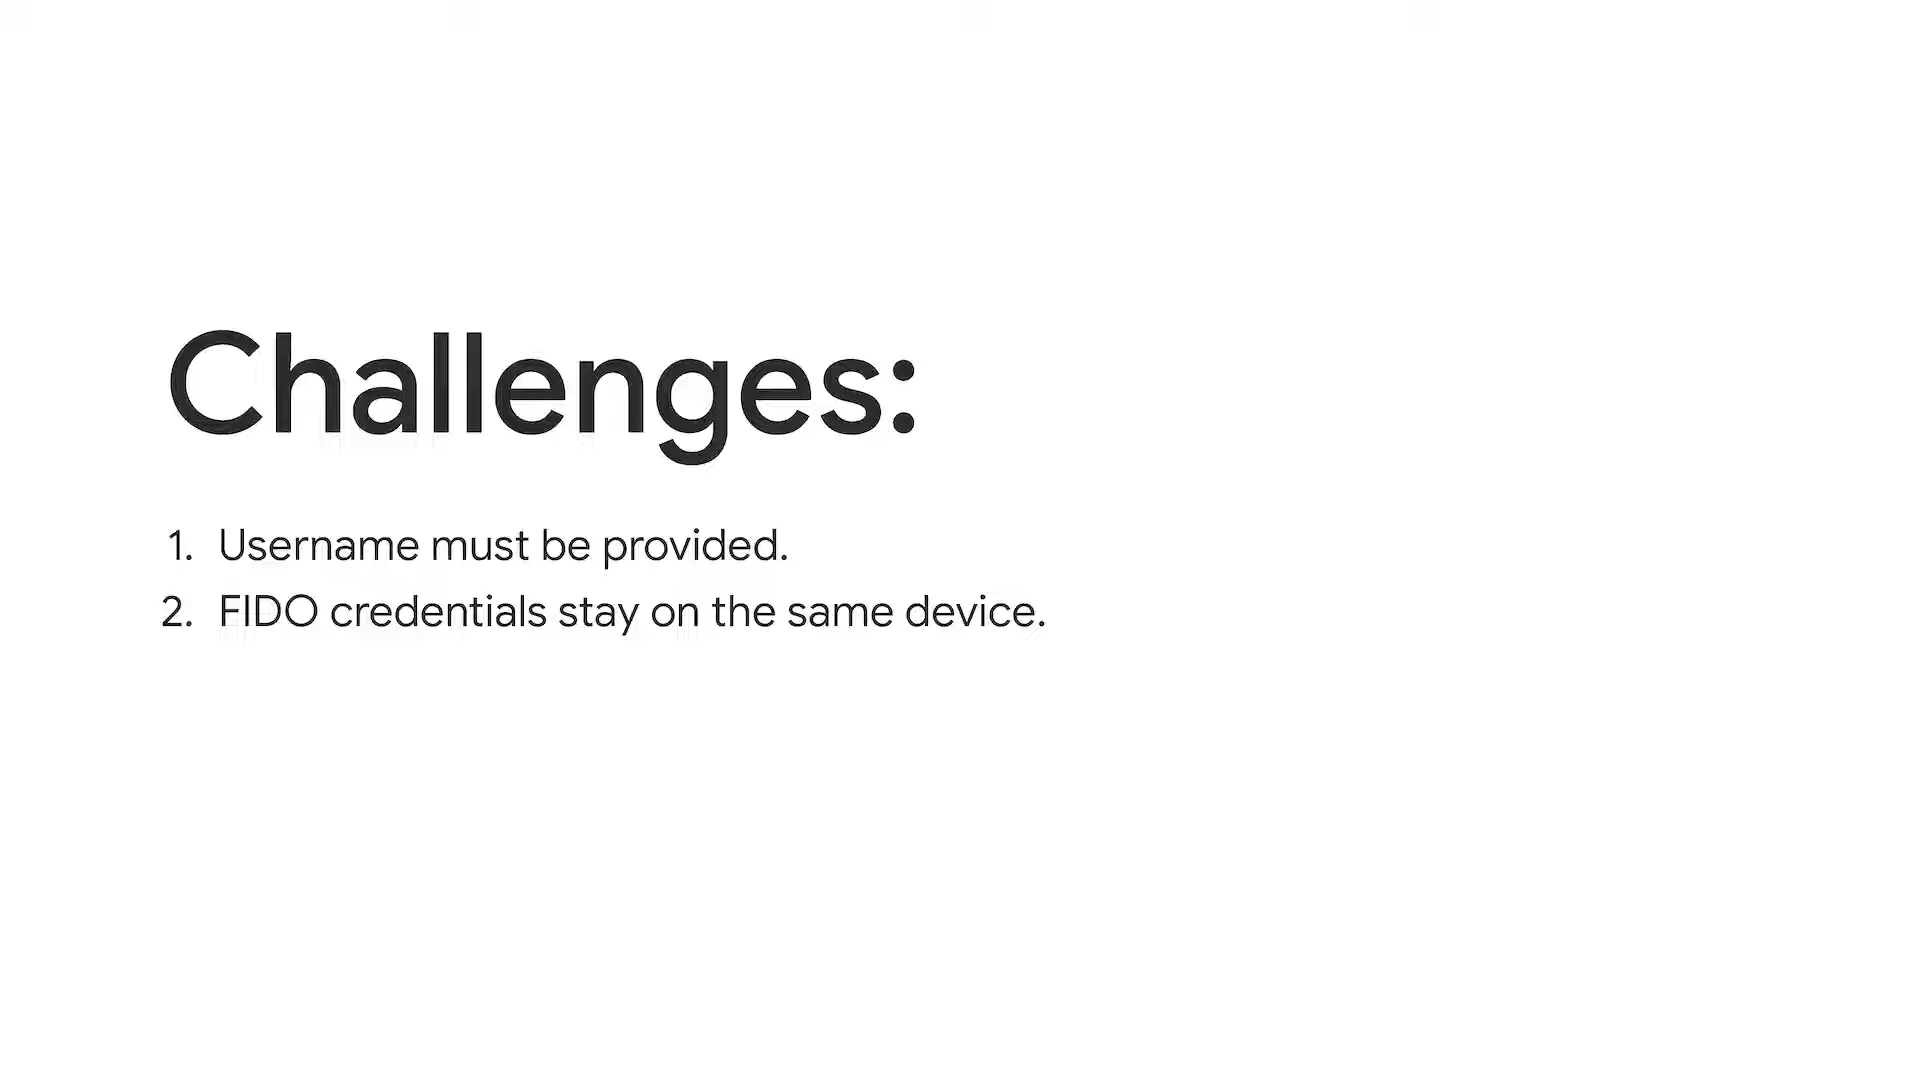 Challenges:
1. Username must be provided.
2. FIDO credentials stay on the same device.